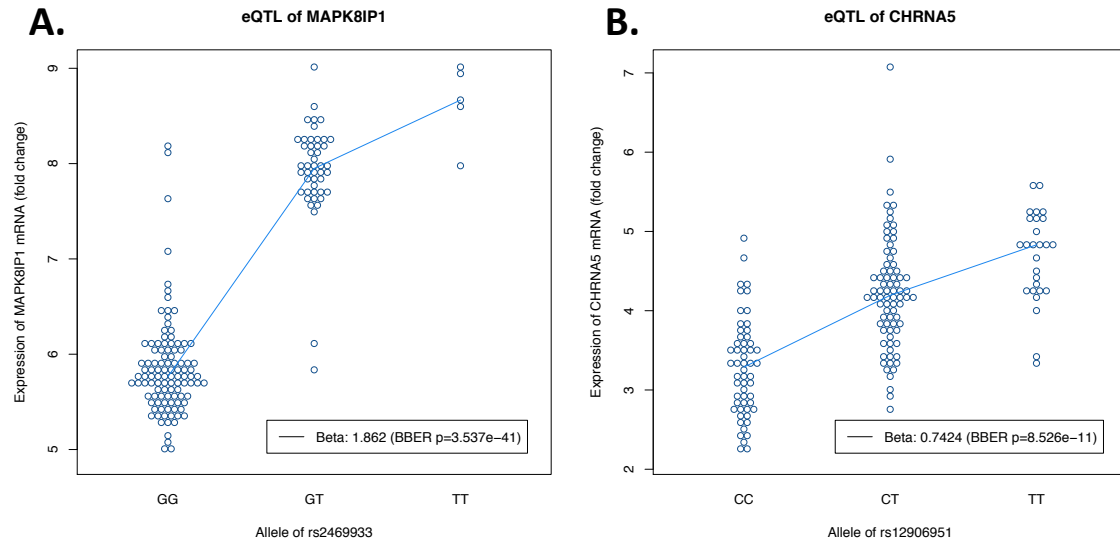 A.
eQTL of MAPK8IP1
Expression of MAPK8IP1 mRNA (fold change)
9
8
7
6
5
Beta: 1.862 (BBER p=3.537e−41)
GG GT TT
Allele of rs2469933
B.
eQTL of CHRNA5
Expression of CHRNA5 mRNA (fold change)
7
6
5
4
3
2
Beta: 0.7424 (BBER p=8.526e−11)
CC CT TT
Allele of rs12906951